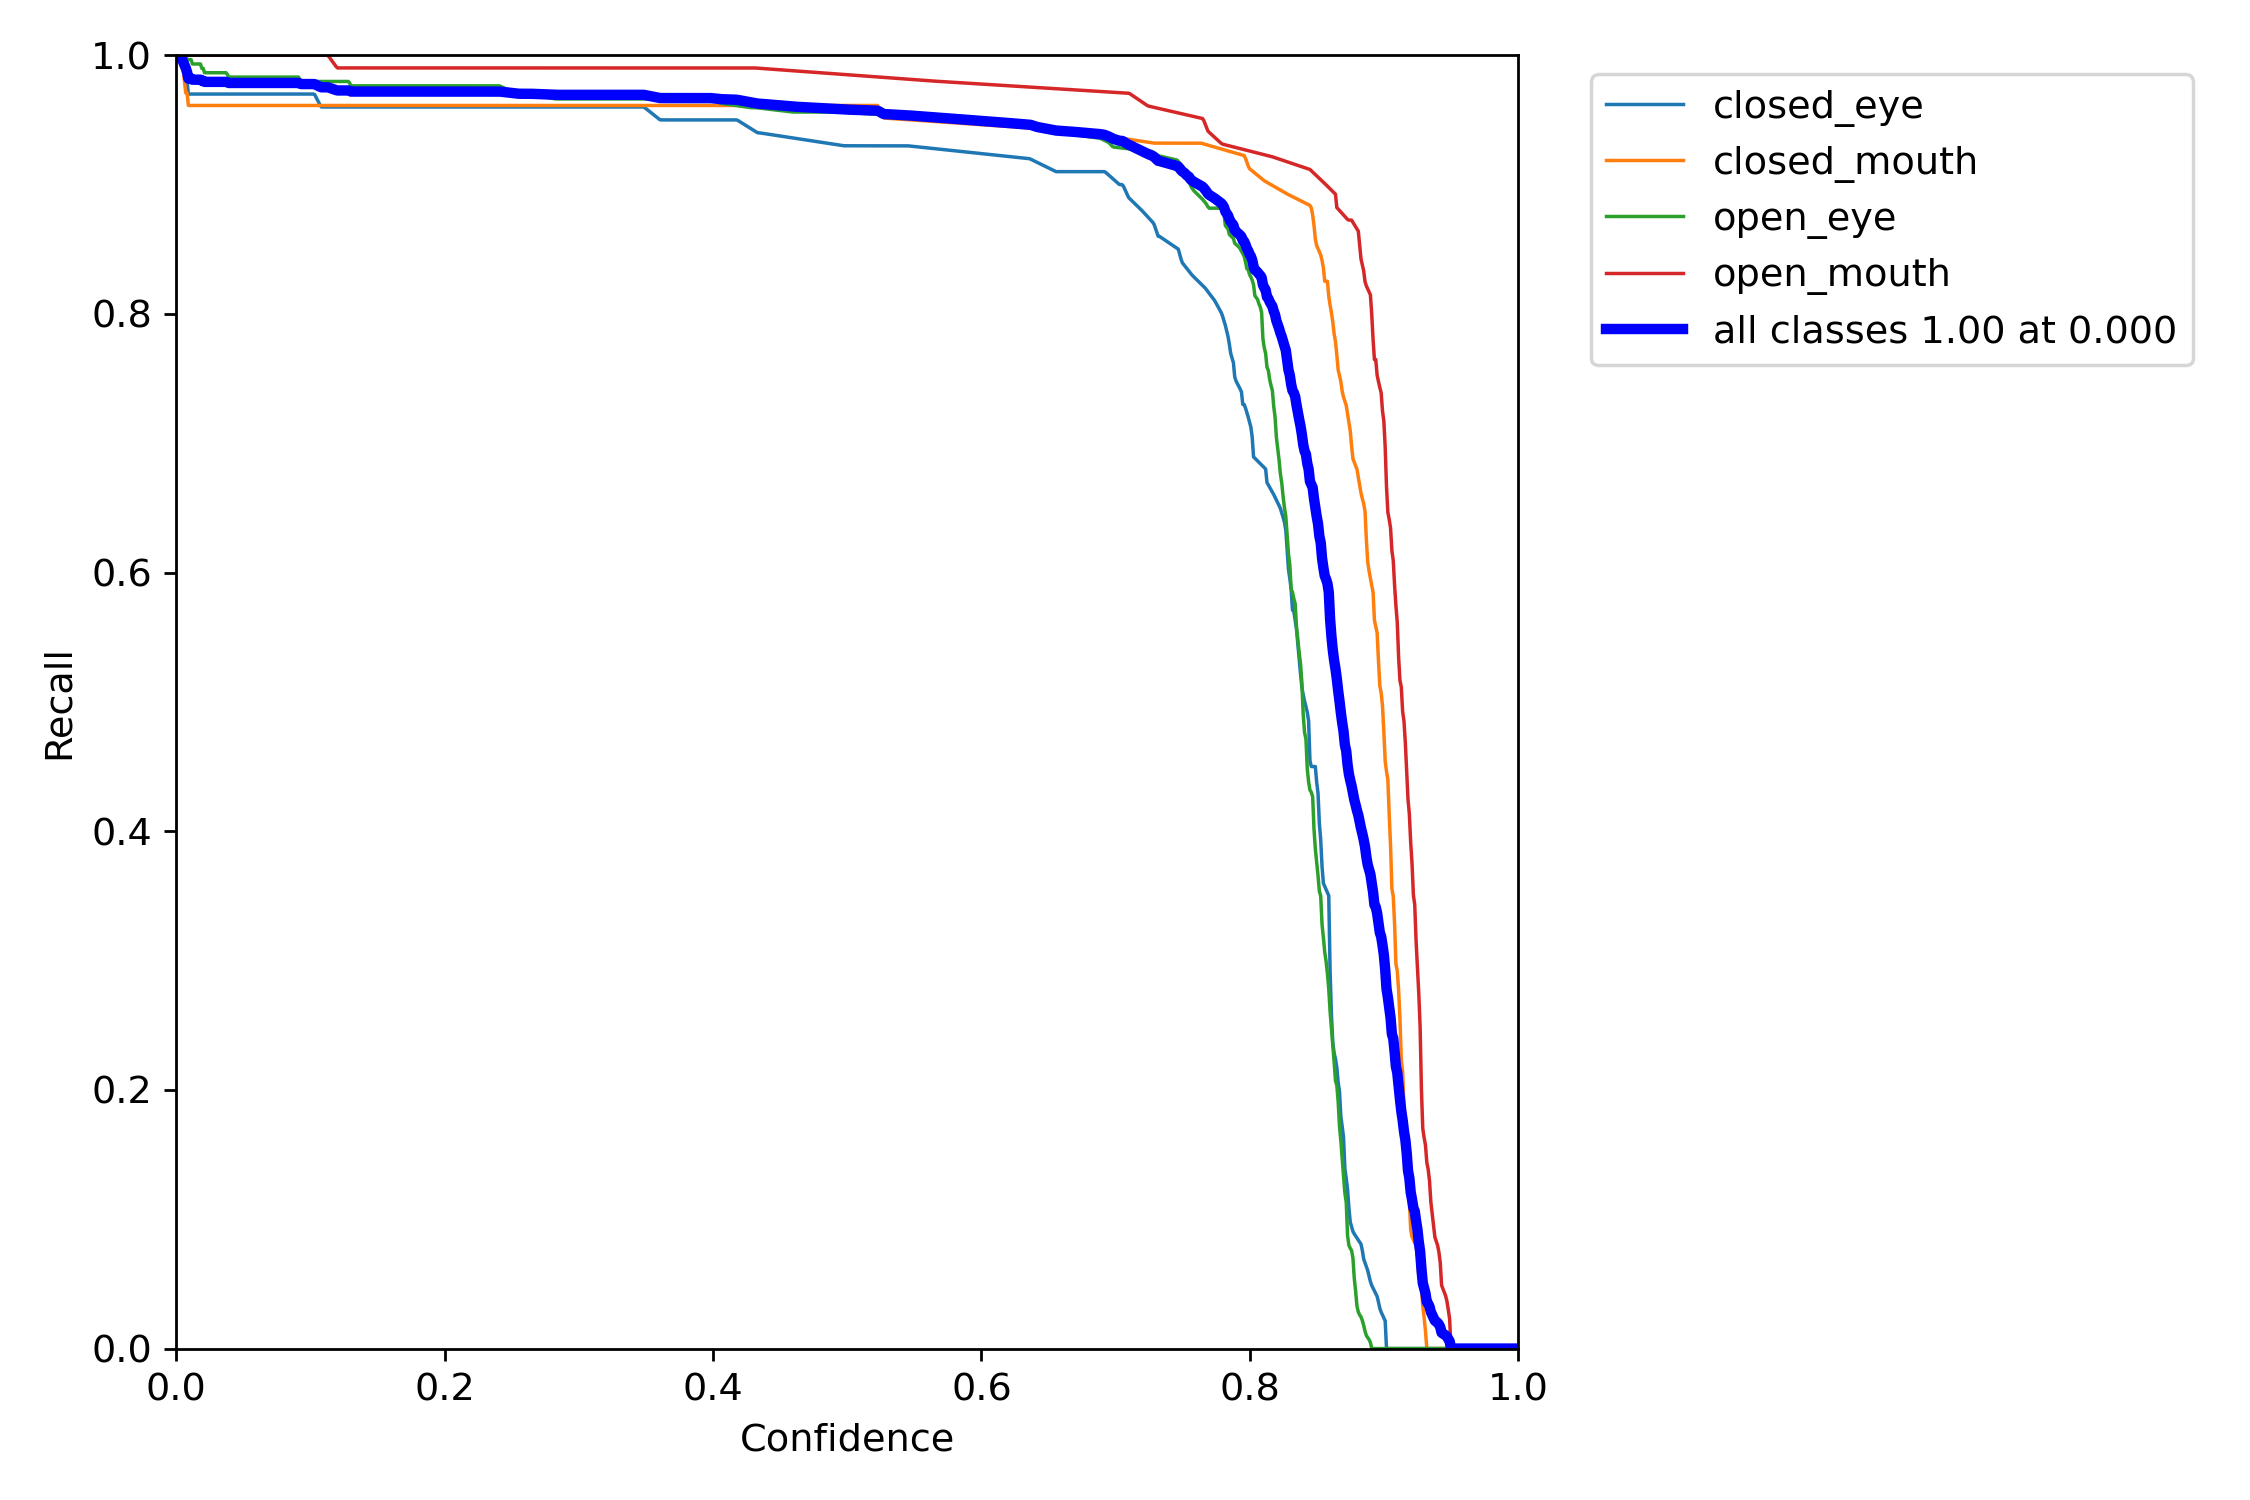 1.0
0.8
0.6
0.4
0.2
0.0
Recall
0.0 0.2 0.4 0.6 0.8 1.0
Confidence
closed_eye
closed_mouth
open_eye
open_mouth
all classes 1.00 at 0.000